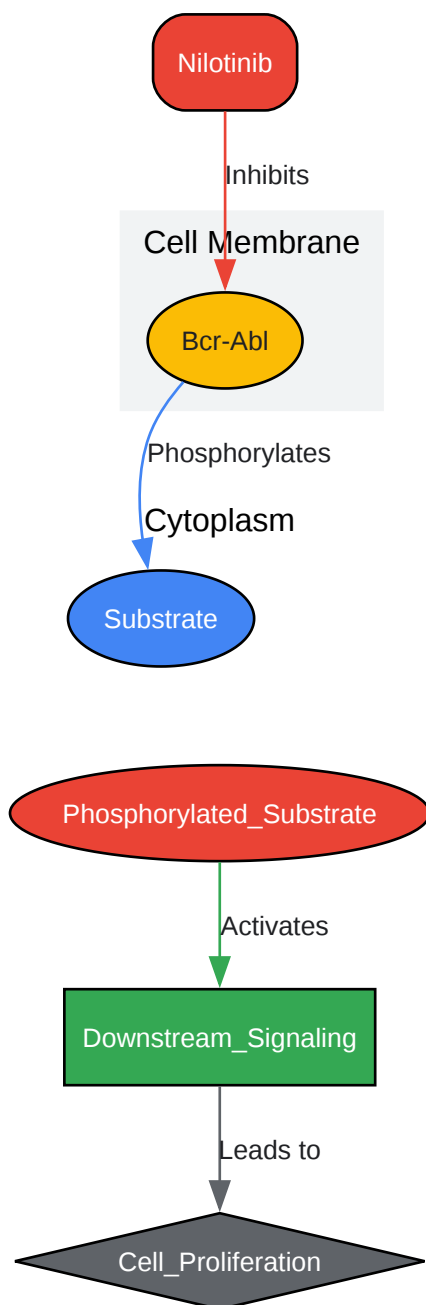 Nilotinib
Inhibits
Cell Membrane
Bcr-Abl
Phosphorylates
Cytoplasm
Substrate
Phosphorylated_Substrate
Activates
Downstream_Signaling
Leads to
Cell_Proliferation